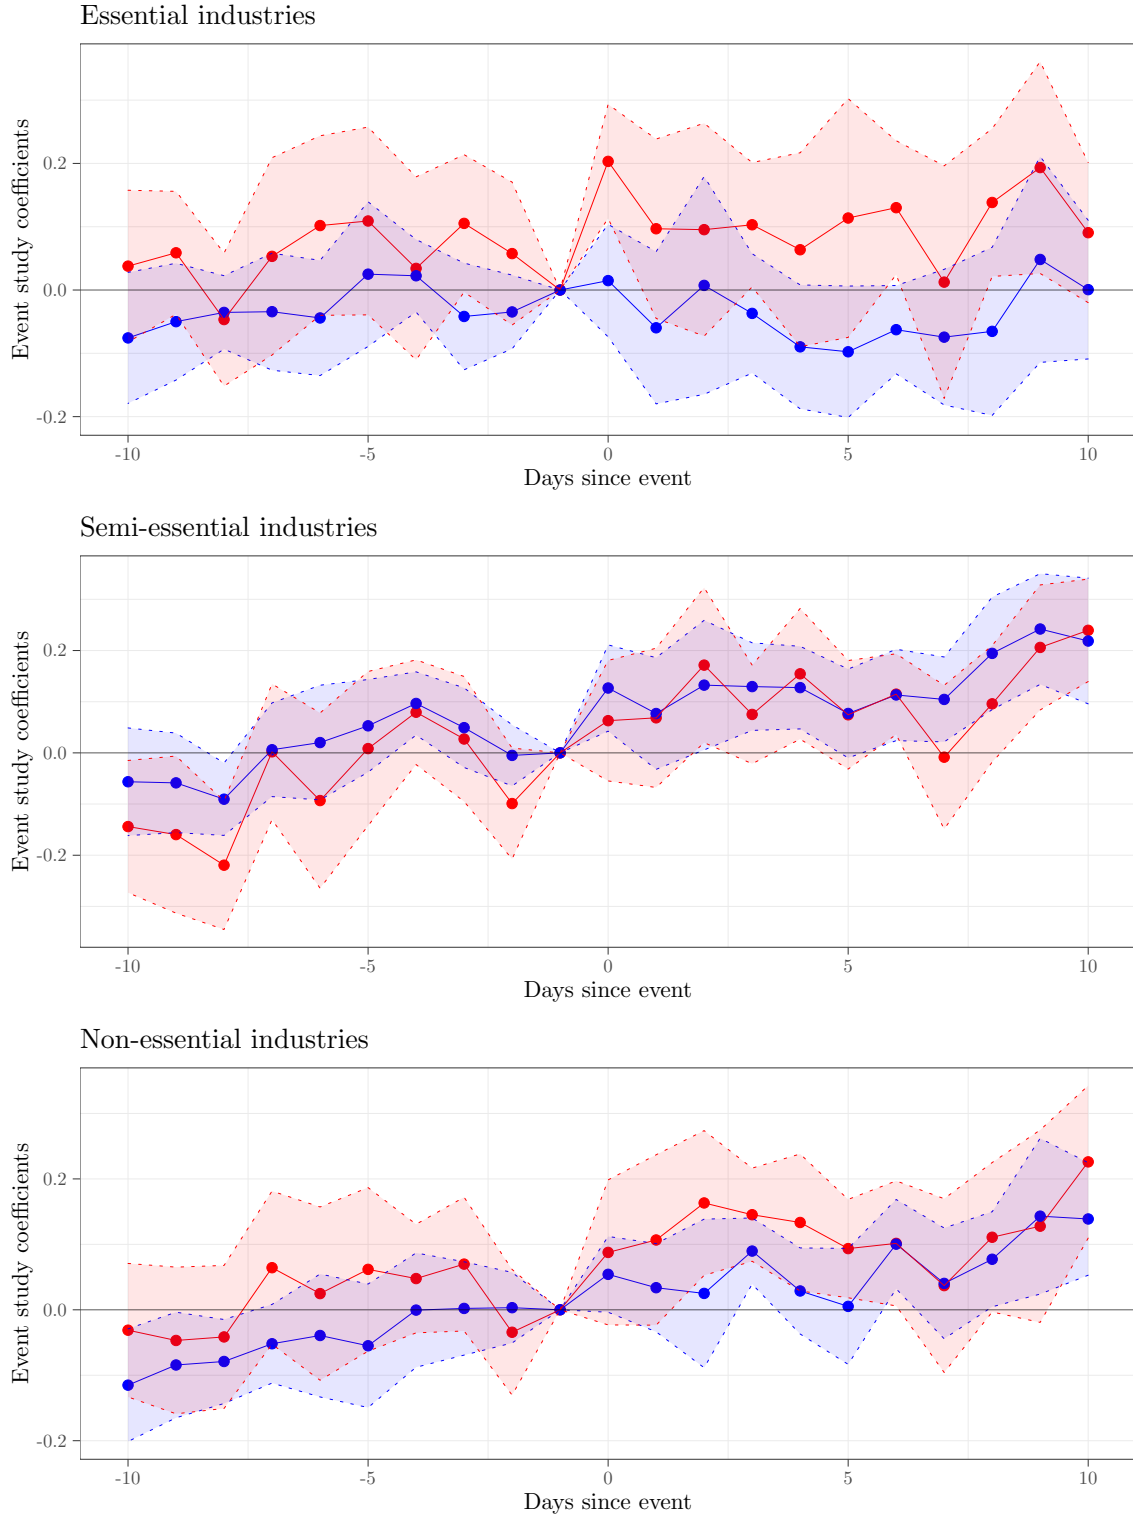 Essential industries
Event study coefficients
0.2
0.0
-0.2
-10
-5
0
5
10
Days since event
Semi-essential industries
Event study coefficients
0.2
0.0
-0.2
-10
-5
0
5
10
Days since event
Non-essential industries
Event study coefficients
0.2
0.0
-0.2
-10
-5
0
5
10
Days since event